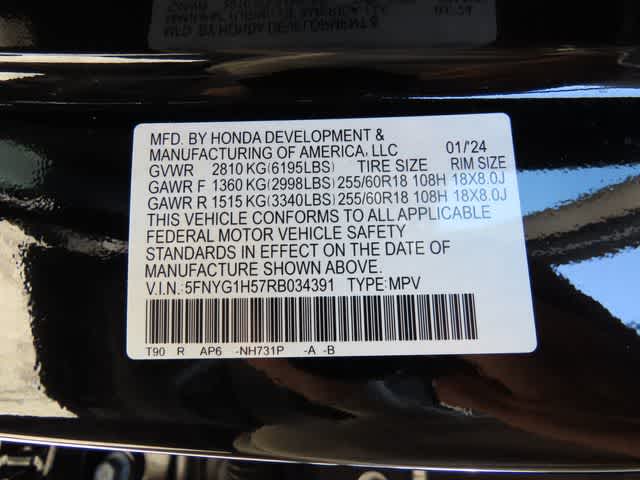 MFD. BY HONDA DEVELOPMENT &
MANUFACTURING OF AMERICA, LLC 01/'24
GVWR 2810 KG(6195LBS) TIRE SIZE RIM SIZE
GAWR F 1360 KG(2998LBS) 255/60R18 108H 18X8.0J
GAWR R 1515 KG(3340LBS) 255/60R18 108H 18X8.0J
THIS VEHICLE CONFORMS TO ALL APPLICABLE
FEDERAL MOTOR VEHICLE SAFETY
STANDARDS IN EFFECT ON THE DATE OF
MANUFACTURE SHOWN ABOVE.
V.I.N.:5FNYG1H57RB034391 TYPE:MPV
T90 R AP6 -NH731P -A -B